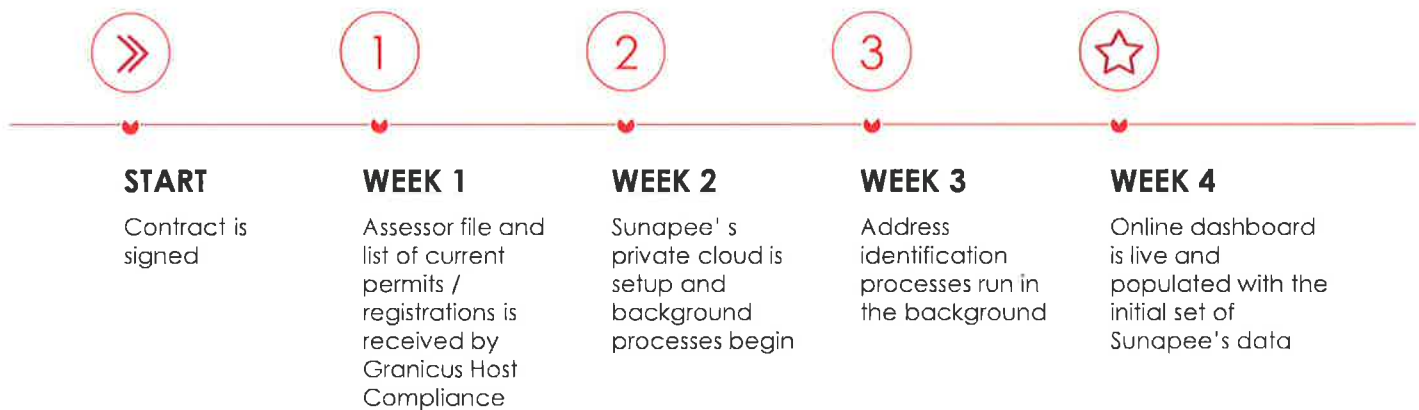 1
2
3
START
Contract is
signed
WEEK 1
Assessor file and
list of current
permits /
registrations is
received by
Granicus Host
Compliance
WEEK 2
Sunapee' s
private cloud is
setup and
background
processes begin
WEEK 3
Address
identification
processes run in
the background
WEEK 4
Online dashboard
is live and
populated with the
initial set of
Sunapee's data